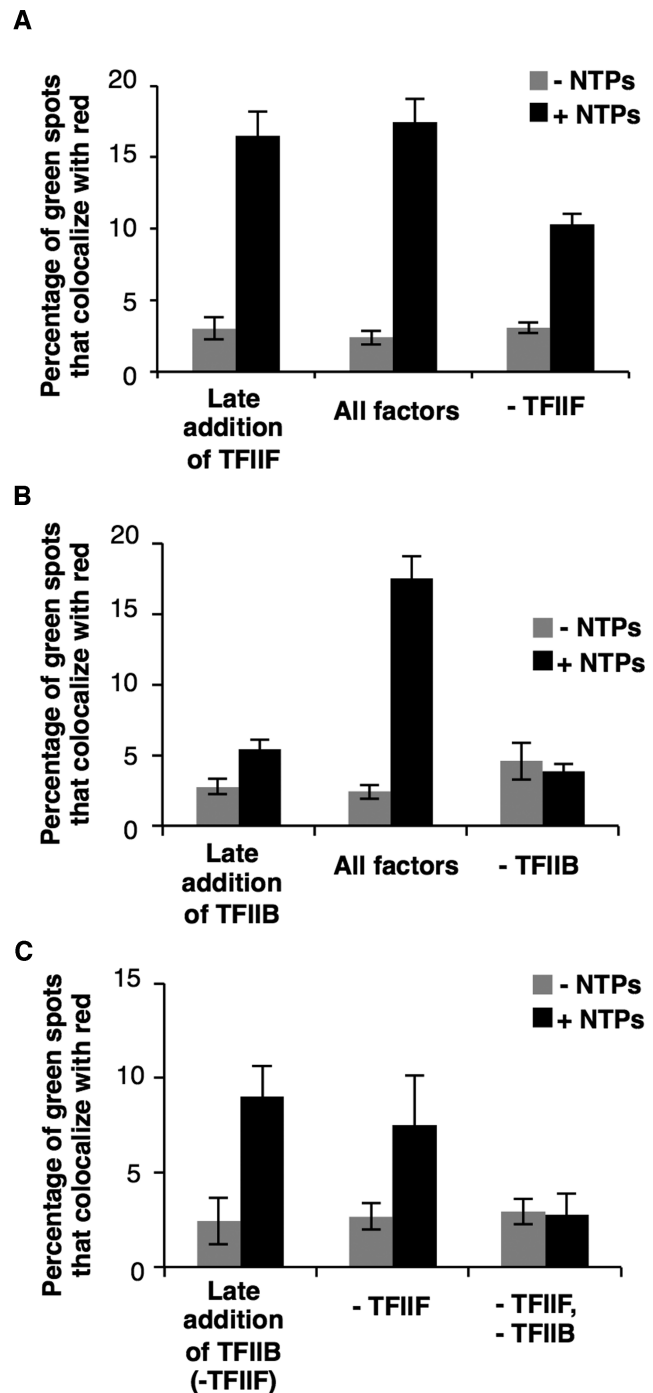 A
Percentage of green spots
that colocalize with red
20
15
10
5
0
- NTPs
+ NTPs
Late
addition
of TFIIF
All factors
- TFIIF
B
Percentage of green spots
that colocalize with red
20
15
10
5
0
- NTPs
+ NTPs
Late
addition
of TFIIB
All factors
- TFIIB
C
Percentage of green spots
that colocalize with red
15
10
5
0
- NTPs
+ NTPs
Late
addition
of TFIIB
(-TFIIF)
- TFIIF
- TFIIF,
- TFIIB